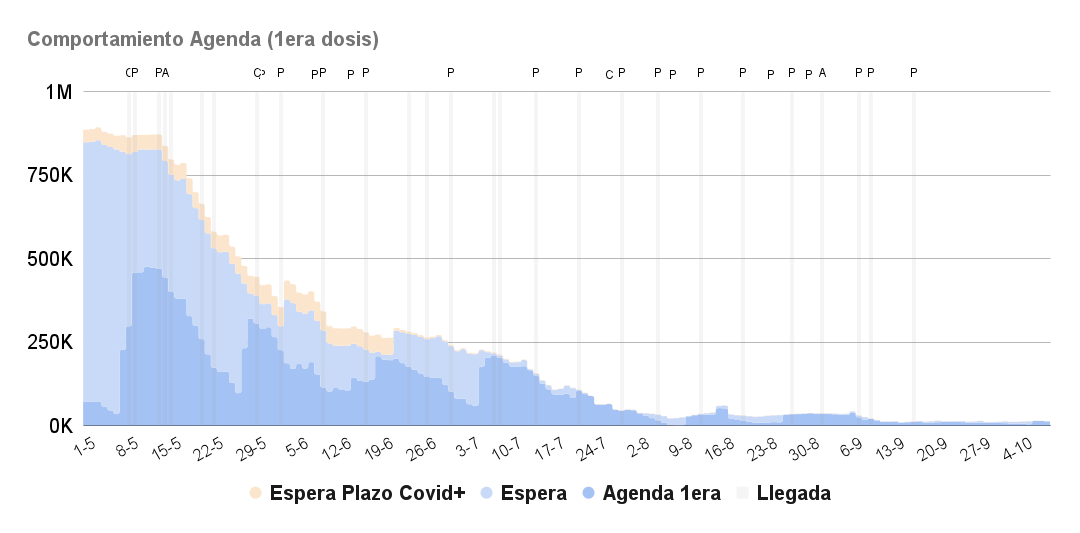 Comportamiento Agenda (1era dosis)
CP PA CP P PP P P P P P C P P P P P P P P A P P P
1M
750K
500K
250K
0K
1-5 8-5 15-5 22-5 29-5 5-6 12-6 19-6 26-6 3-7 10-7 17-7 24-7 2-8 9-8 16-8 23-8 30-8 6-9 13-9 20-9 27-9 4-10
Espera Plazo Covid+ Espera Agenda 1era Llegada